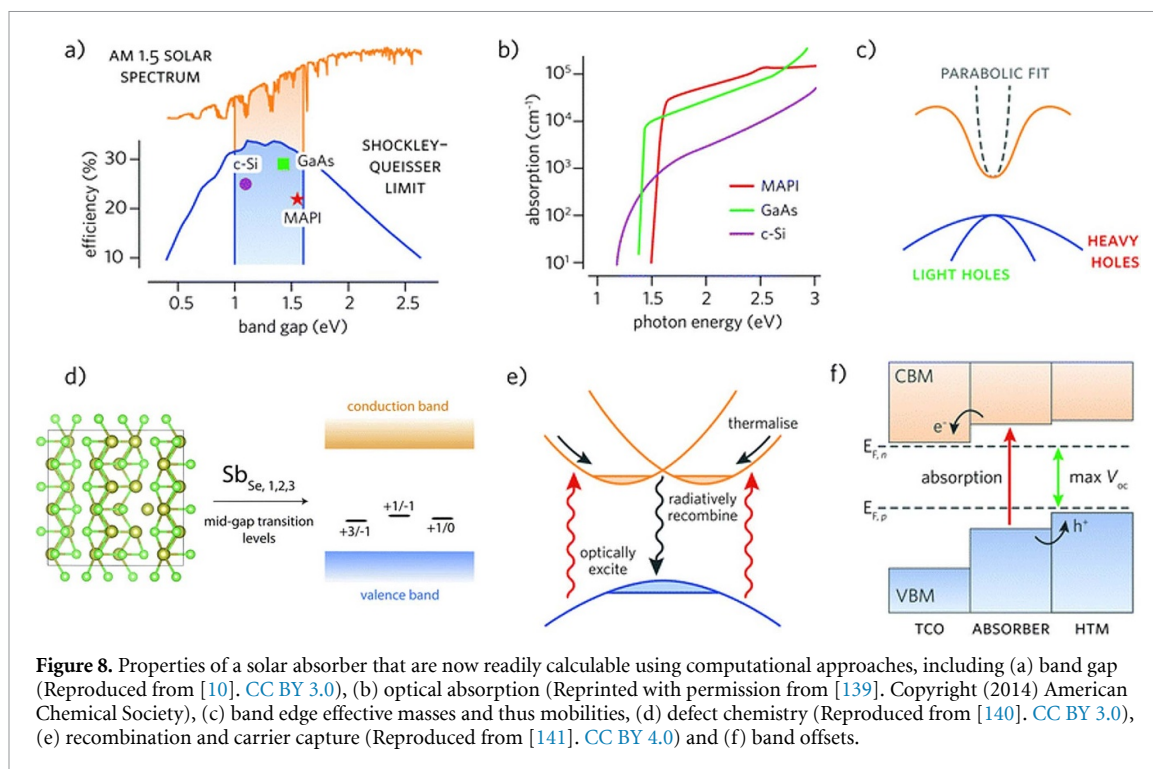 a)
AM 1.5 SOLAR
SPECTRUM
SHOCKLEY–
QUEISSER
LIMIT
efficiency (%)
30
20
10
c-Si
GaAs
MAPI
0.5 1 1.5 2 2.5
band gap (eV)
b)
absorption (cm⁻¹)
10⁵
10⁴
10³
10²
10¹
MAPI
GaAs
c-Si
1 1.5 2 2.5 3
photon energy (eV)
c)
PARABOLIC FIT
HEAVY
HOLES
LIGHT HOLES
d)
Sb Se, 1,2,3
mid-gap transition
levels
conduction band
+3/-1
+1/-1
+1/0
valence band
e)
thermalise
radiatively
recombine
optically
excite
f)
CBM
e⁻
E F, n
absorption
max Voc
E F, p
h⁺
VBM
TCO ABSORBER HTM
Figure 8. Properties of a solar absorber that are now readily calculable using computational approaches, including (a) band gap
(Reproduced from [10]. CC BY 3.0), (b) optical absorption (Reprinted with permission from [139]. Copyright (2014) American
Chemical Society), (c) band edge effective masses and thus mobilities, (d) defect chemistry (Reproduced from [140]. CC BY 3.0),
(e) recombination and carrier capture (Reproduced from [141]. CC BY 4.0) and (f) band offsets.